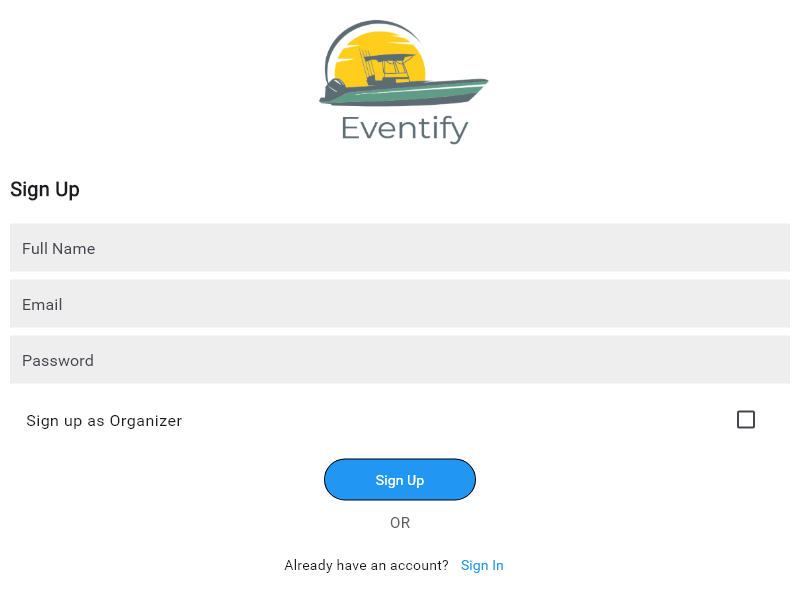 Eventify
Sign Up
Full Name
Email
Password
Sign up as Organizer
Sign Up
OR
Already have an account? Sign In